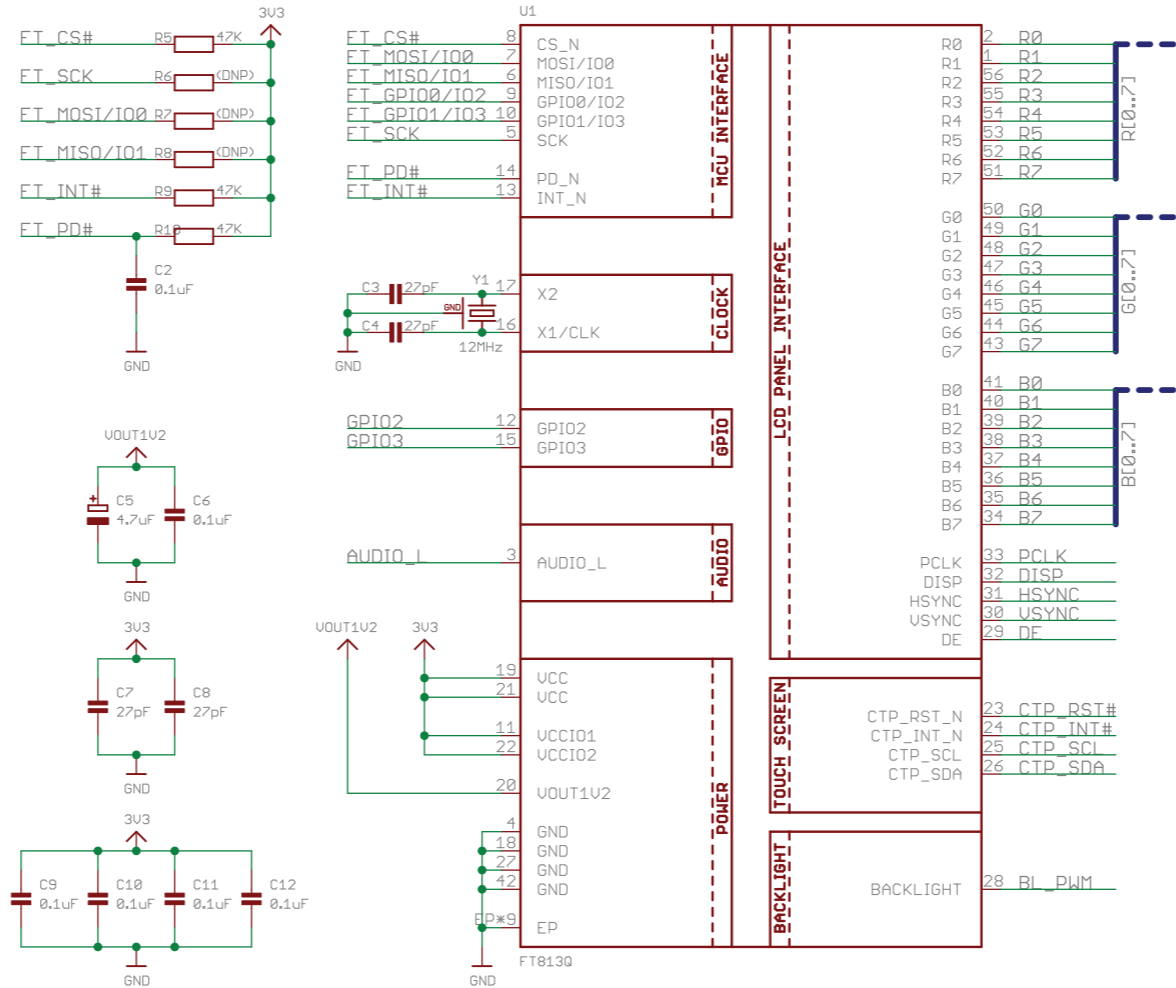 3V3
FT_CS# R5 47K
FT_SCK R6 (DNP)
FT_MOSI/IO0 R7 (DNP)
FT_MISO/IO1 R8 (DNP)
FT_INT# R9 47K
FT_PD# R10 47K
C2
0.1uF
GND
VOUT1V2
C5
4.7uF
C6
0.1uF
GND
3V3
C7
27pF
C8
27pF
GND
3V3
C9
0.1uF
C10
0.1uF
C11
0.1uF
C12
0.1uF
GND
U1
FT_CS# 8 CS_N
FT_MOSI/IO0 7 MOSI/IO0
FT_MISO/IO1 6 MISO/IO1
FT_GPIO0/IO2 9 GPIO0/IO2
FT_GPIO1/IO3 10 GPIO1/IO3
FT_SCK 5 SCK
FT_PD# 14 PD_N
FT_INT# 13 INT_N
MCU INTERFACE
C3 27pF Y1 17 X2
GND
C4 27pF 16 X1/CLK
12MHz
GND
CLOCK
GPIO2 12 GPIO2
GPIO3 15 GPIO3
GPIO
AUDIO_L 3 AUDIO_L
AUDIO
VOUT1V2 3V3
19 VCC
21 VCC
11 VCCIO1
22 VCCIO2
20 VOUT1V2
4 GND
18 GND
27 GND
42 GND
EP*9 EP
POWER
GND
FT813Q
LCD PANEL INTERFACE
R0 2 R0
R1 1 R1
R2 56 R2
R3 55 R3
R4 54 R4
R5 53 R5
R6 52 R6
R7 51 R7
R[0..7]
G0 50 G0
G1 49 G1
G2 48 G2
G3 47 G3
G4 46 G4
G5 45 G5
G6 44 G6
G7 43 G7
G[0..7]
B0 41 B0
B1 40 B1
B2 39 B2
B3 38 B3
B4 37 B4
B5 36 B5
B6 35 B6
B7 34 B7
B[0..7]
PCLK 33 PCLK
DISP 32 DISP
HSYNC 31 HSYNC
VSYNC 30 VSYNC
DE 29 DE
TOUCH SCREEN
CTP_RST_N 23 CTP_RST#
CTP_INT_N 24 CTP_INT#
CTP_SCL 25 CTP_SCL
CTP_SDA 26 CTP_SDA
BACKLIGHT
BACKLIGHT 28 BL_PWM